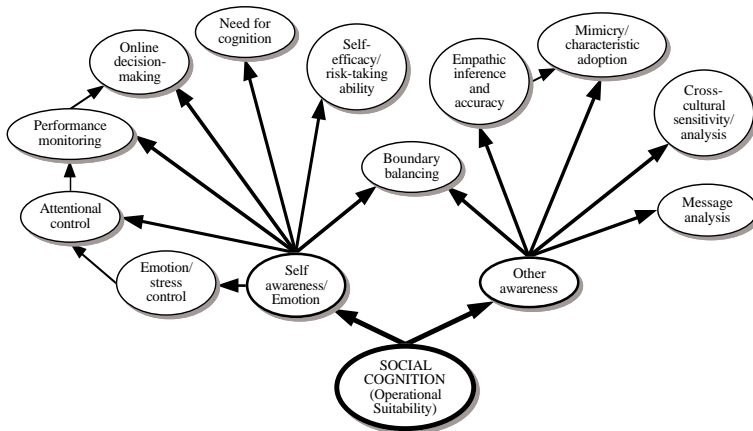 Online
decision-
making
Need for
cognition
Self-
efficacy/
risk-taking
ability
Empathic
inference
and
accuracy
Mimicry/
characteristic
adoption
Cross-
cultural
sensitivity/
analysis
Performance
monitoring
Boundary
balancing
Attentional
control
Message
analysis
Emotion/
stress
control
Self
awareness/
Emotion
Other
awareness
SOCIAL
COGNITION
(Operational
Suitability)